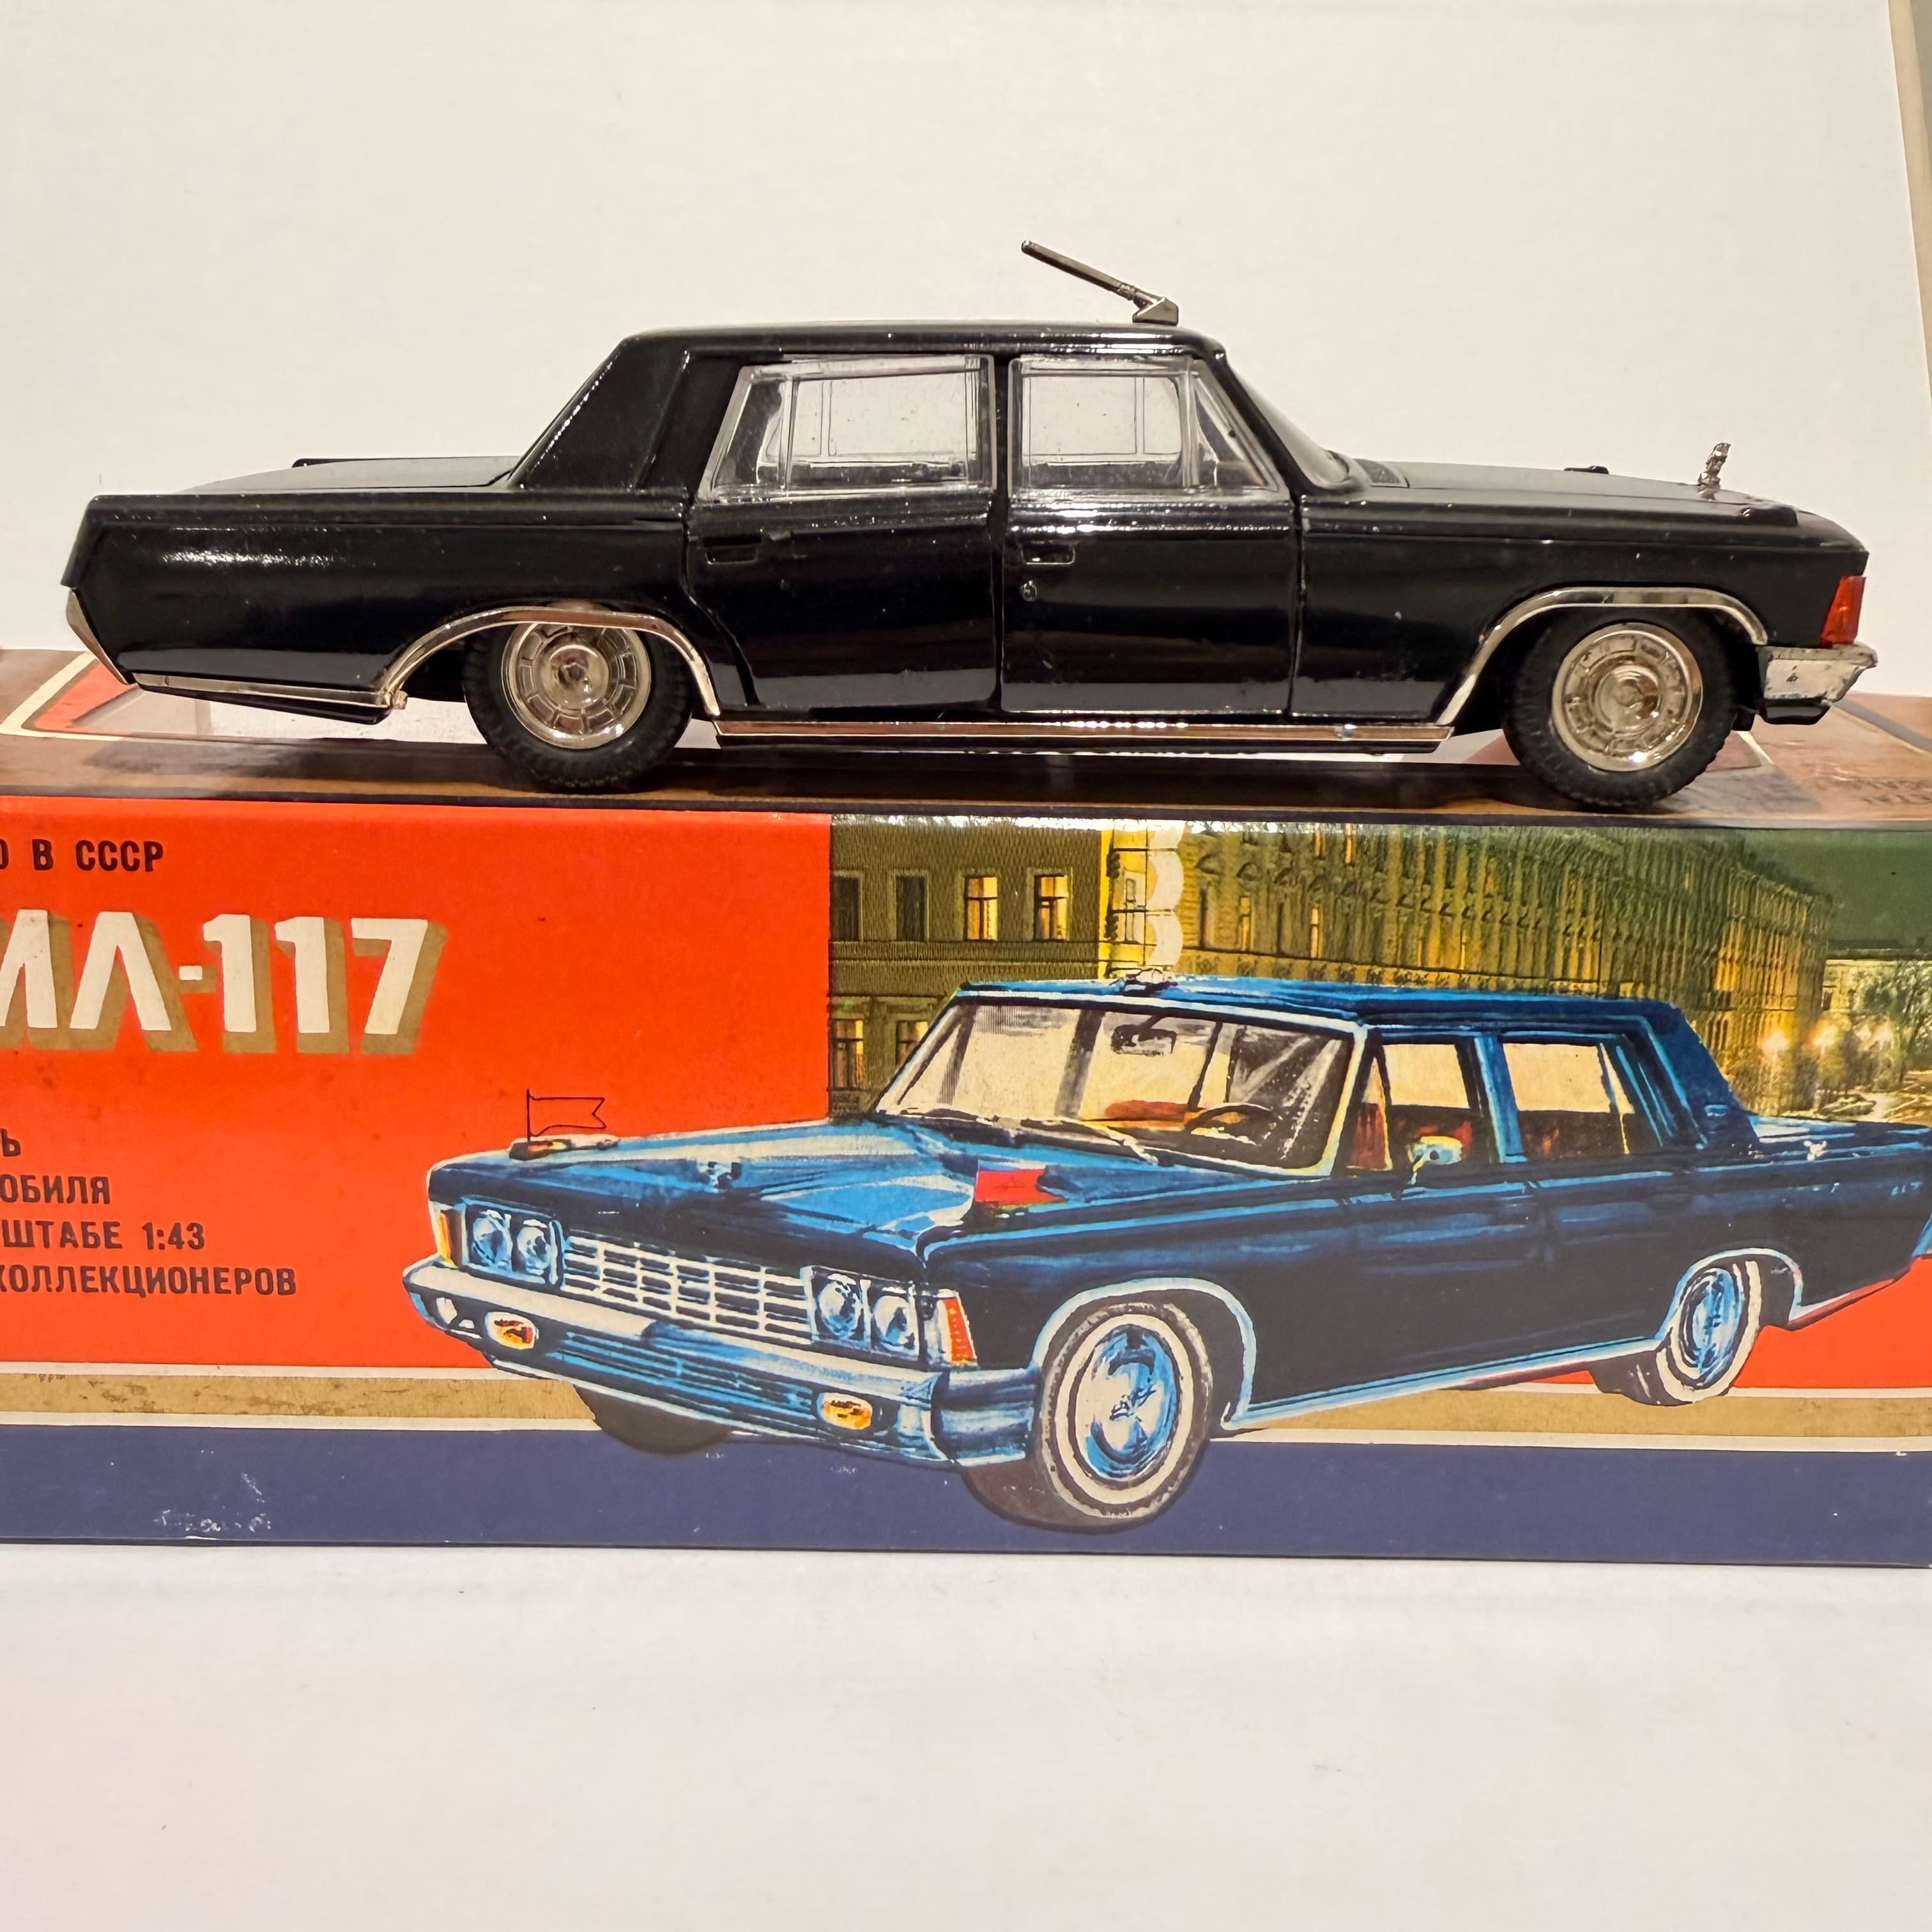 О В СССР
ИЛ-117
Ь
ОБИЛЯ
ШТАБЕ 1:43
КОЛЛЕКЦИОНЕРОВ